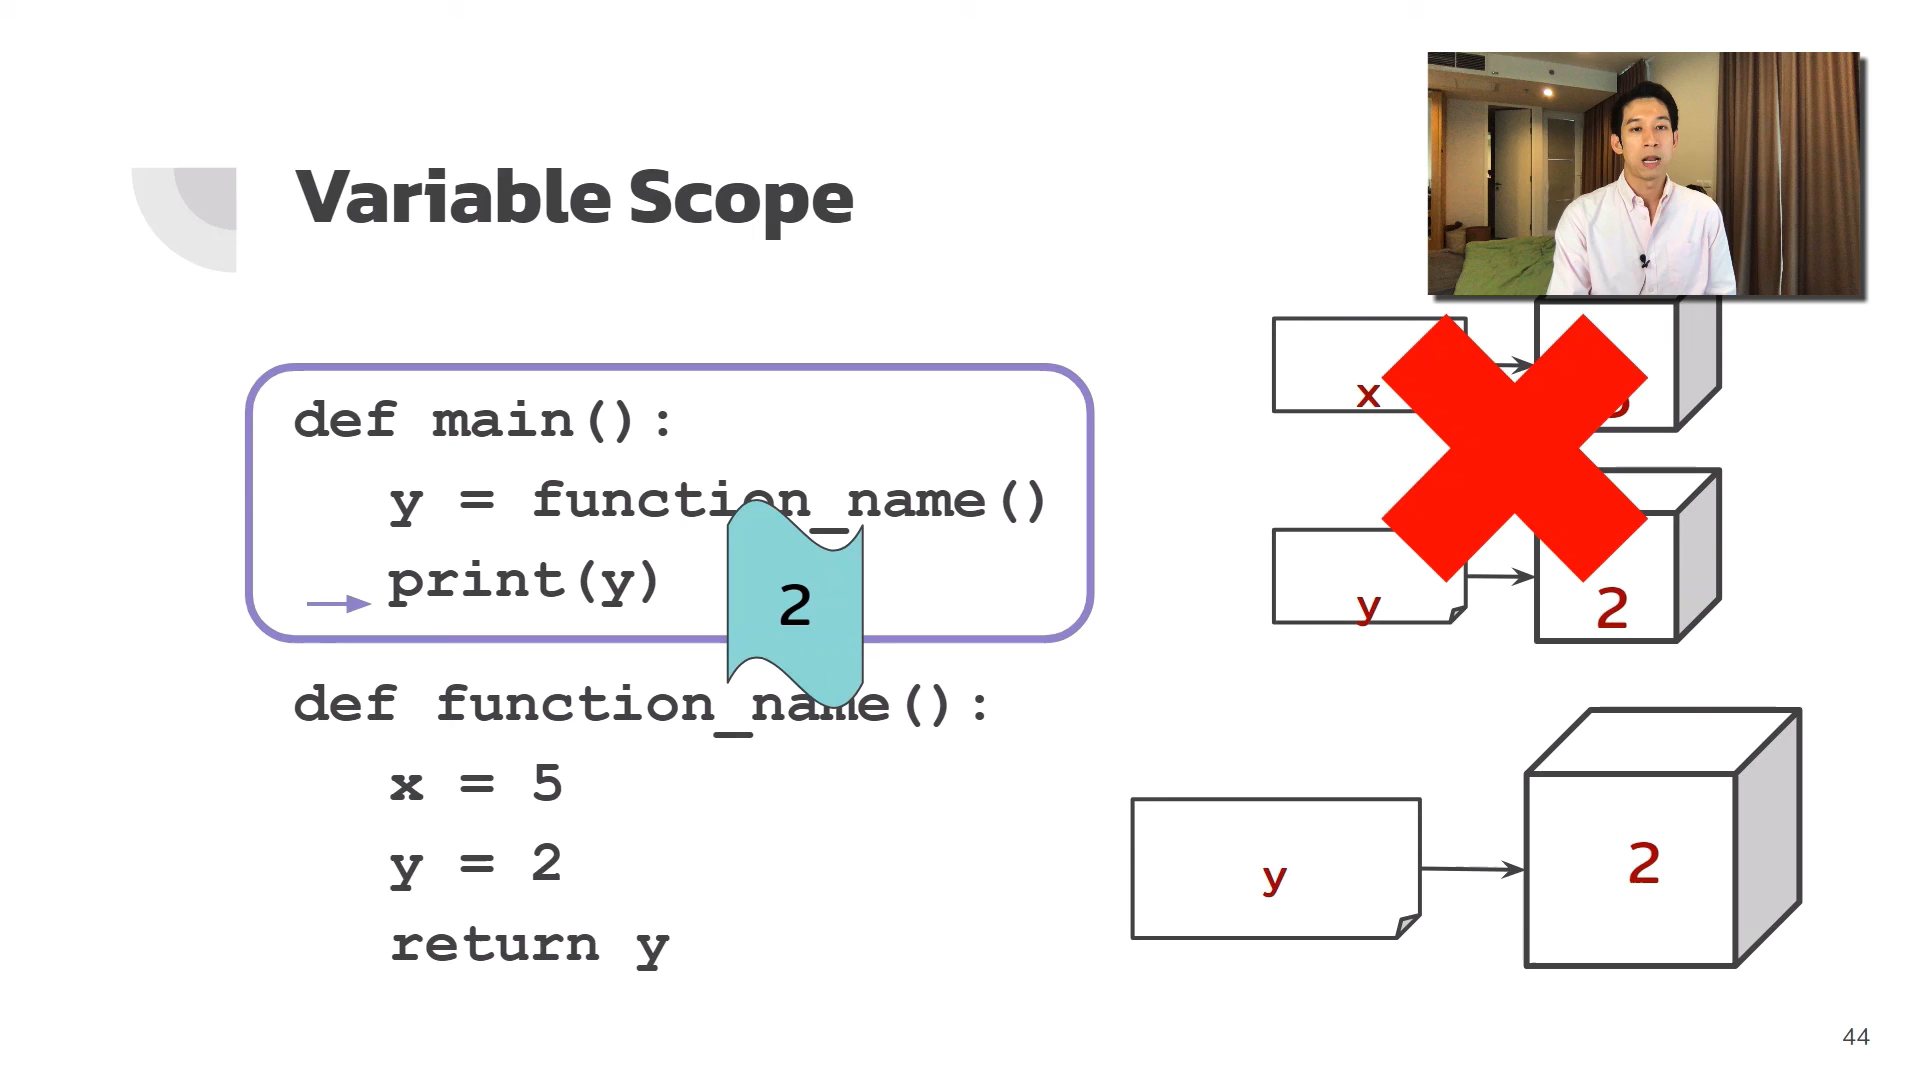 Variable Scope
def main():
y = function_name()
print(y)
2
def function_name():
x = 5
y = 2
return y
x
y
2
y
2
44